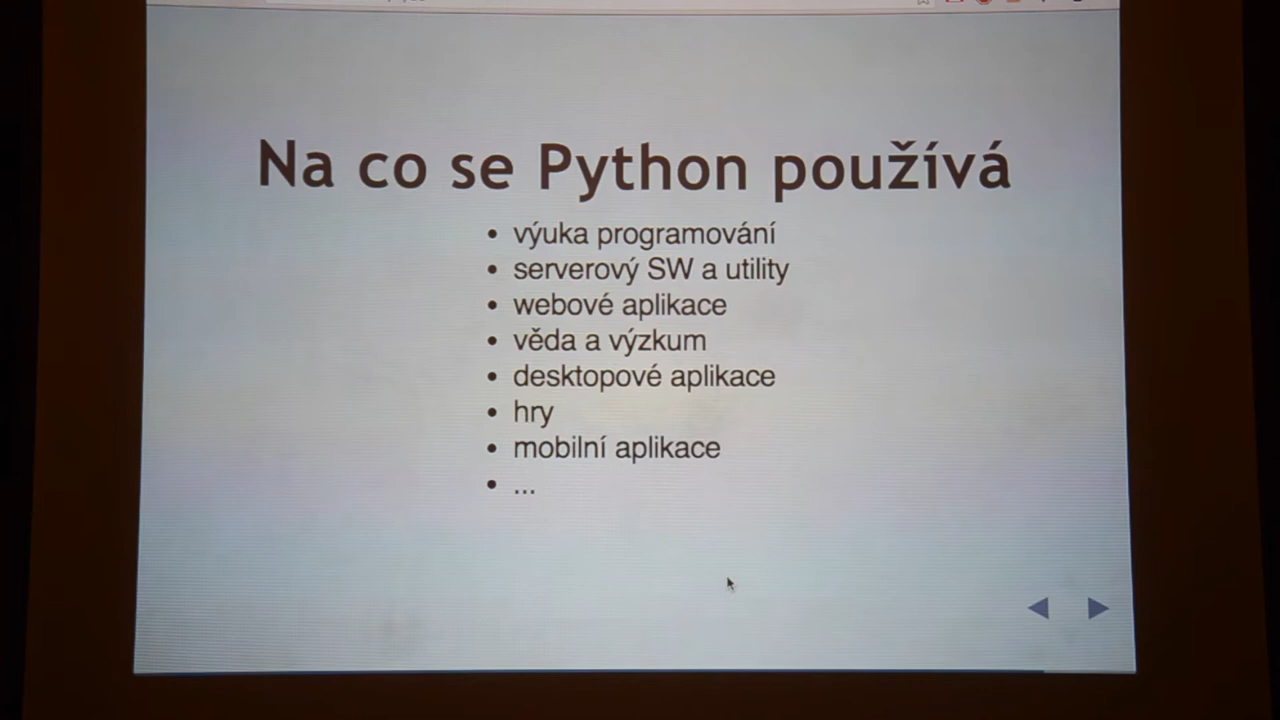 Na co se Python používá
• výuka programování
• serverový SW a utility
• webové aplikace
• věda a výzkum
• desktopové aplikace
• hry
• mobilní aplikace
• ...